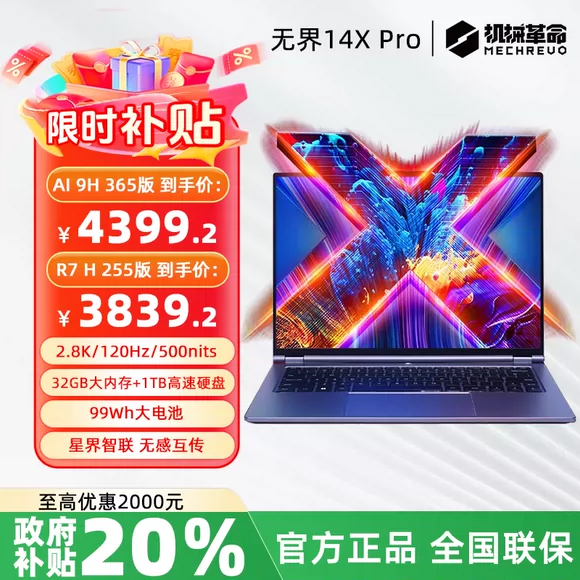 无界14X Pro
机械革命
MECHREVO
限时补贴
AI 9H 365版 到手价:
¥4399.2
R7 H 255版 到手价:
¥3839.2
2.8K/120Hz/500nits
32GB大内存+1TB高速硬盘
99Wh大电池
星界智联 无感互传
至高优惠2000元
政府补贴20%
官方正品 全国联保